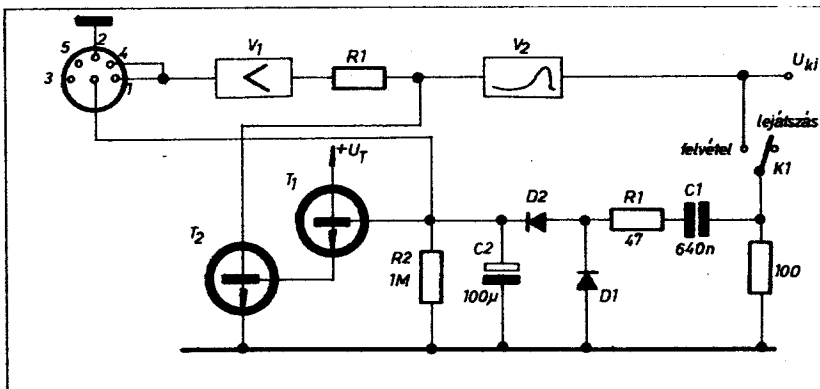 5
2
4
3
1
V1
R1
V2
Uki
lejátszás
felvétel
K1
+UT
T1
T2
D2
R1
47
C1
640n
R2
1M
C2
100µ
D1
100